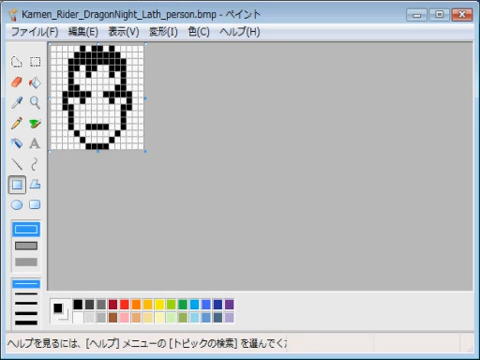 Kamen_Rider_DragonNight_Lath_person.bmp - ペイント
ファイル(F) 編集(E) 表示(V) 変形(I) 色(C) ヘルプ(H)
A
ヘルプを見るには、[ヘルプ] メニューの [トピックの検索] を選んでくだ